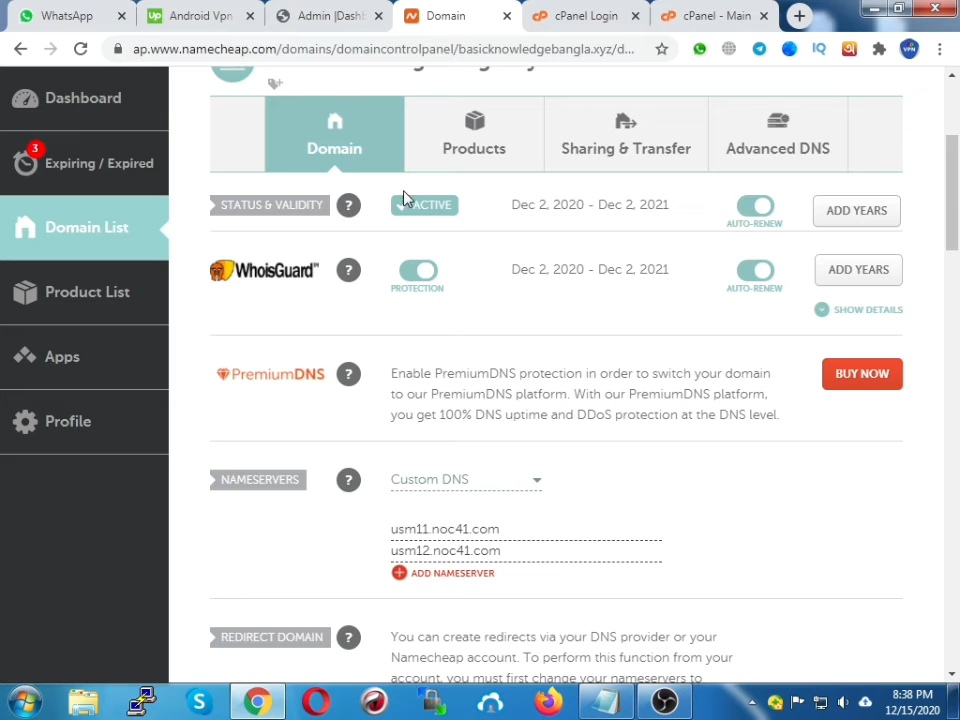 WhatsApp
Up
Android Vpn
Admin |Dash
Domain
cPanel Login
cPanel - Main
ap.www.namecheap.com/domains/domaincontrolpanel/basicknowledgebangla.xyz/d...
IQ
VPN
Dashboard
3
Expiring / Expired
Domain List
Product List
Apps
Profile
Domain
Products
Sharing & Transfer
Advanced DNS
STATUS & VALIDITY
?
ACTIVE
Dec 2, 2020 - Dec 2, 2021
AUTO-RENEW
ADD YEARS
WhoisGuard™
?
PROTECTION
Dec 2, 2020 - Dec 2, 2021
AUTO-RENEW
ADD YEARS
SHOW DETAILS
PremiumDNS
?
Enable PremiumDNS protection in order to switch your domain
to our PremiumDNS platform. With our PremiumDNS platform,
you get 100% DNS uptime and DDoS protection at the DNS level.
BUY NOW
NAMESERVERS
?
Custom DNS
usm11.noc41.com
usm12.noc41.com
ADD NAMESERVER
REDIRECT DOMAIN
?
You can create redirects via your DNS provider or your
Namecheap account. To perform this function from your
account, you must first change your nameservers to
8:38 PM
12/15/2020